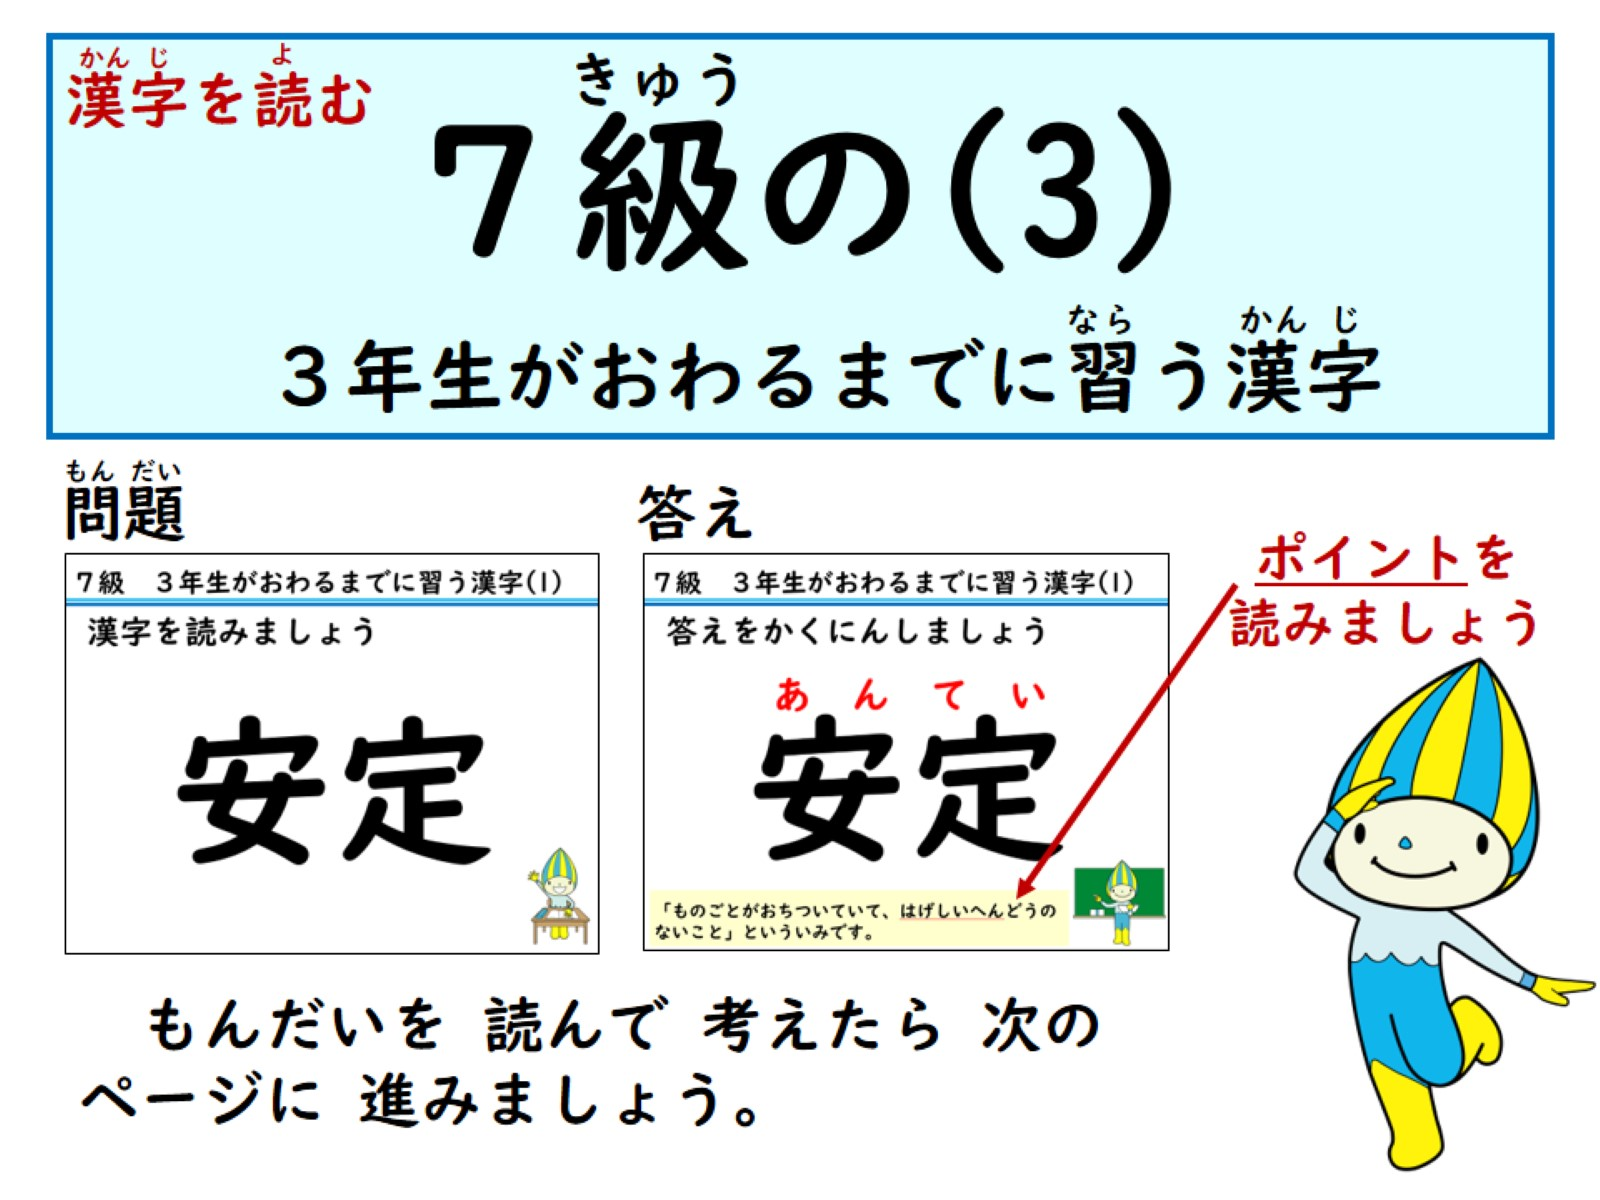 かんじ よ
漢字を読む
きゅう
７級の(3)
なら かんじ
３年生がおわるまでに習う漢字
もんだい
問題
７級　３年生がおわるまでに習う漢字(1)
漢字を読みましょう
安定
答え
７級　３年生がおわるまでに習う漢字(1)
答えをかくにんしましょう
あんてい
安定
「ものごとがおちついていて、はげしいへんどうの
ないこと」といういみです。
ポイントを
読みましょう
もんだいを 読んで 考えたら 次の
ページに 進みましょう。